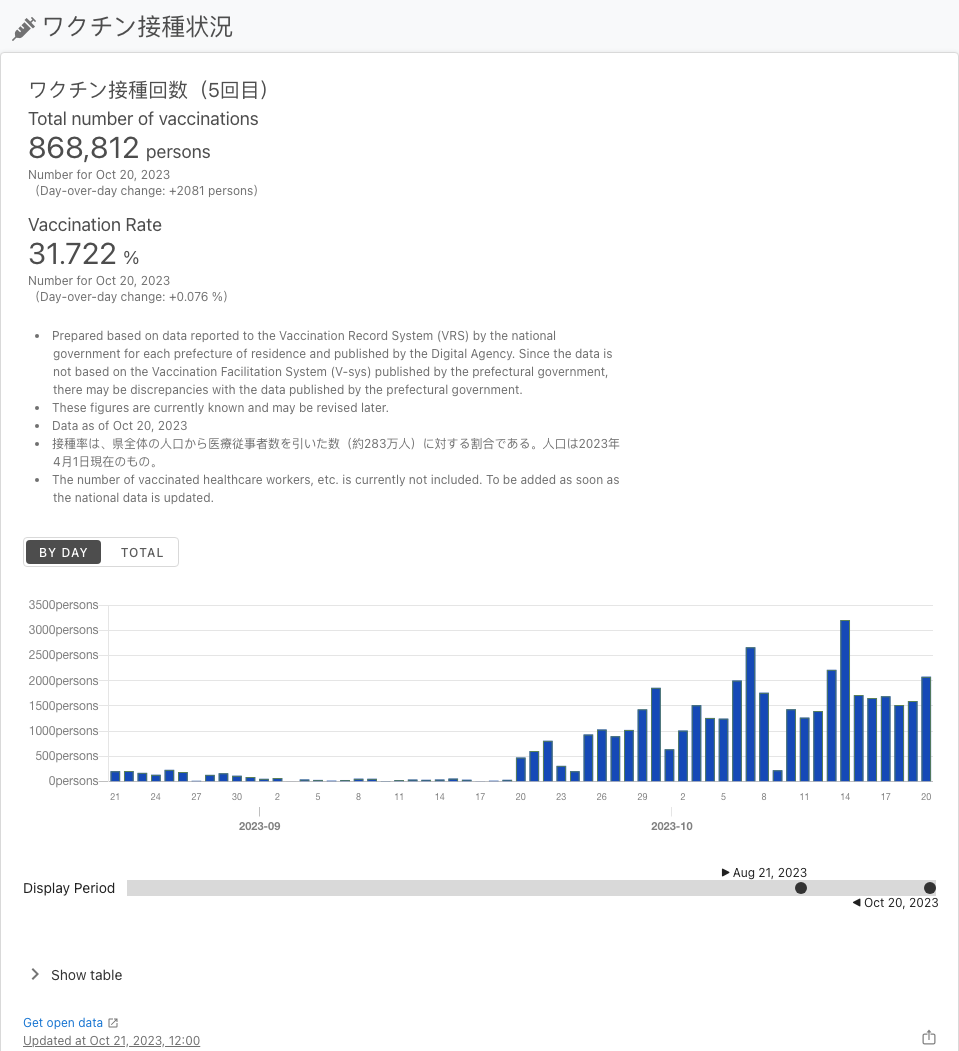 ワクチン接種状況
ワクチン接種回数（5回目）
Total number of vaccinations
868,812 persons
Number for Oct 20, 2023
（Day-over-day change: +2081 persons）
Vaccination Rate
31.722 %
Number for Oct 20, 2023
（Day-over-day change: +0.076 %）
• Prepared based on data reported to the Vaccination Record System (VRS) by the national
government for each prefecture of residence and published by the Digital Agency. Since the data is
not based on the Vaccination Facilitation System (V-sys) published by the prefectural government,
there may be discrepancies with the data published by the prefectural government.
• These figures are currently known and may be revised later.
• Data as of Oct 20, 2023
• 接種率は、県全体の人口から医療従事者数を引いた数（約283万人）に対する割合である。人口は2023年
4月1日現在のもの。
• The number of vaccinated healthcare workers, etc. is currently not included. To be added as soon as
the national data is updated.
BY DAY TOTAL
3500persons
3000persons
2500persons
2000persons
1500persons
1000persons
500persons
0persons
21 24 27 30 2 5 8 11 14 17 20 23 26 29 2 5 8 11 14 17 20
2023-09 2023-10
▶ Aug 21, 2023
Display Period
◀ Oct 20, 2023
Show table
Get open data
Updated at Oct 21, 2023, 12:00